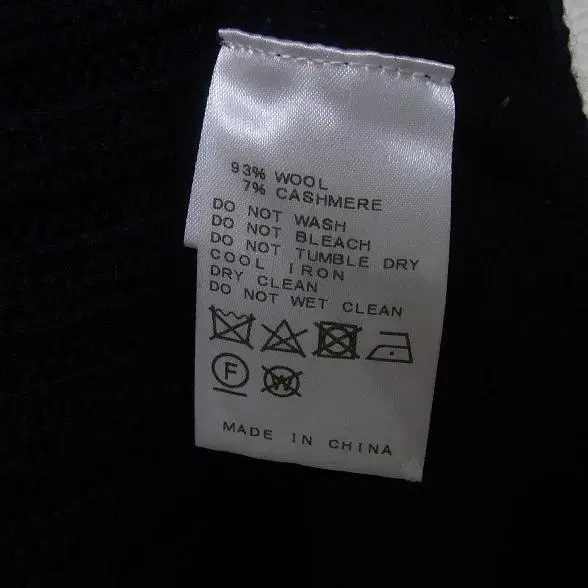 93% WOOL
7% CASHMERE
DO NOT WASH
DO NOT BLEACH
DO NOT TUMBLE DRY
COOL IRON
DRY CLEAN
DO NOT WET CLEAN
F W
MADE IN CHINA